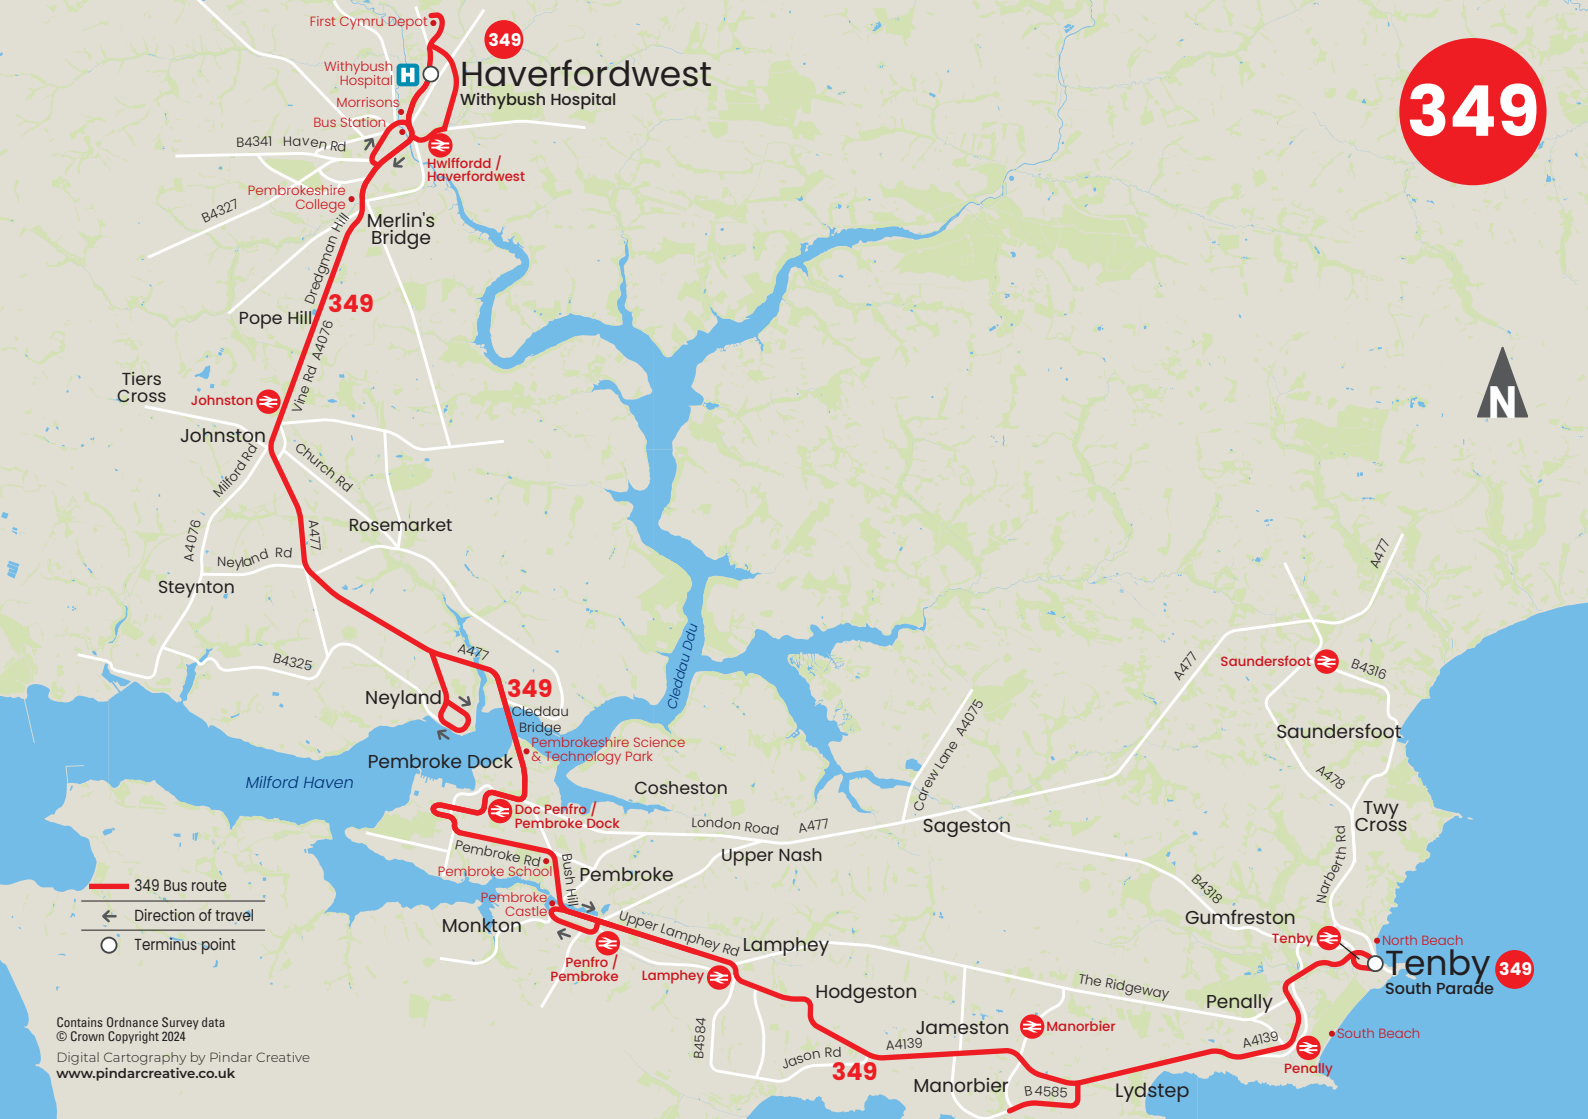 First Cymru Depot
349
349
Withybush
Hospital
H
Haverfordwest
Withybush Hospital
Morrisons
Bus Station
B4341
Haven Rd
Hwlffordd /
Haverfordwest
Pembrokeshire
College
B4327
Merlin's
Bridge
Dredgman Hill
349
Pope Hill
A4076
Vine Rd
N
Tiers
Cross
Johnston
Johnston
Milford Rd
Church Rd
A4076
A477
Rosemarket
Neyland Rd
Steynton
A477
B4325
A477
Cleddau Ddu
A477
Saundersfoot
B4316
Neyland
349
Cleddau
Bridge
A4075
Carew Lane
Saundersfoot
Pembrokeshire Science
& Technology Park
Pembroke Dock
Milford Haven
Cosheston
A478
Doc Penfro /
Pembroke Dock
London Road
A477
Sageston
Twy
Cross
Pembroke Rd
Upper Nash
Narberth Rd
Pembroke School
Bush Hill
Pembroke
B4318
349 Bus route
Direction of travel
Terminus point
Pembroke
Castle
Monkton
Upper Lamphey Rd
Lamphey
Gumfreston
Tenby
North Beach
Tenby
349
South Parade
Penfro /
Pembroke
Lamphey
Hodgeston
The Ridgeway
Penally
Jameston
Manorbier
South Beach
B4584
Jason Rd
A4139
A4139
349
Penally
Manorbier
B4585
Lydstep
Contains Ordnance Survey data
© Crown Copyright 2024
Digital Cartography by Pindar Creative
www.pindarcreative.co.uk